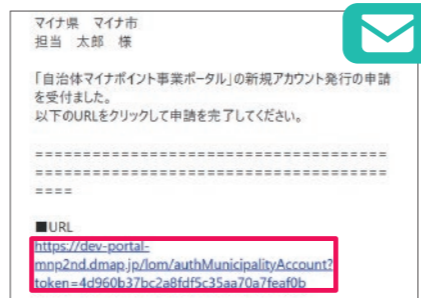 マイナ県 マイナ市
担当 太郎 様
「自治体マイナポイント事業ポータル」の新規アカウント発行の申請
を受付ました。
以下のURLをクリックして申請を完了してください。
=====================================
=====================================
====
■URL
https://dev-portal-
mnp2nd.dmap.jp/lom/authMunicipalityAccount?
token=4d960b37bc2a8fdf5c35aa70a7feaf0b